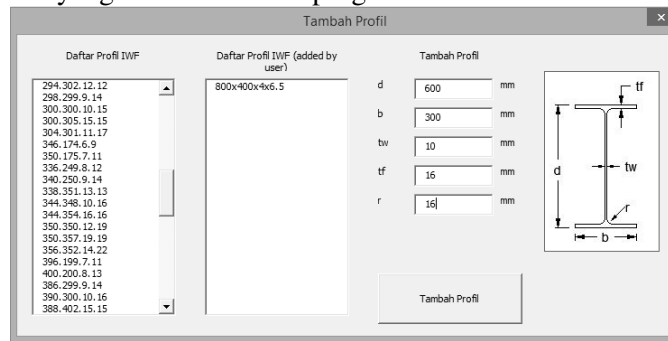 Tambah Profil
x
Daftar Profil IWF
294.302.12.12
298.299.9.14
300.300.10.15
300.305.15.15
304.301.11.17
346.174.6.9
350.175.7.11
336.249.8.12
340.250.9.14
338.351.13.13
344.348.10.16
344.354.16.16
350.350.12.19
350.357.19.19
356.352.14.22
396.199.7.11
400.200.8.13
386.299.9.14
390.300.10.16
388.402.15.15
Daftar Profil IWF (added by
user)
800x400x4x6.5
Tambah Profil
d 600 mm
b 300 mm
tw 10 mm
tf 16 mm
r 16 mm
Tambah Profil
tf
d
tw
r
b